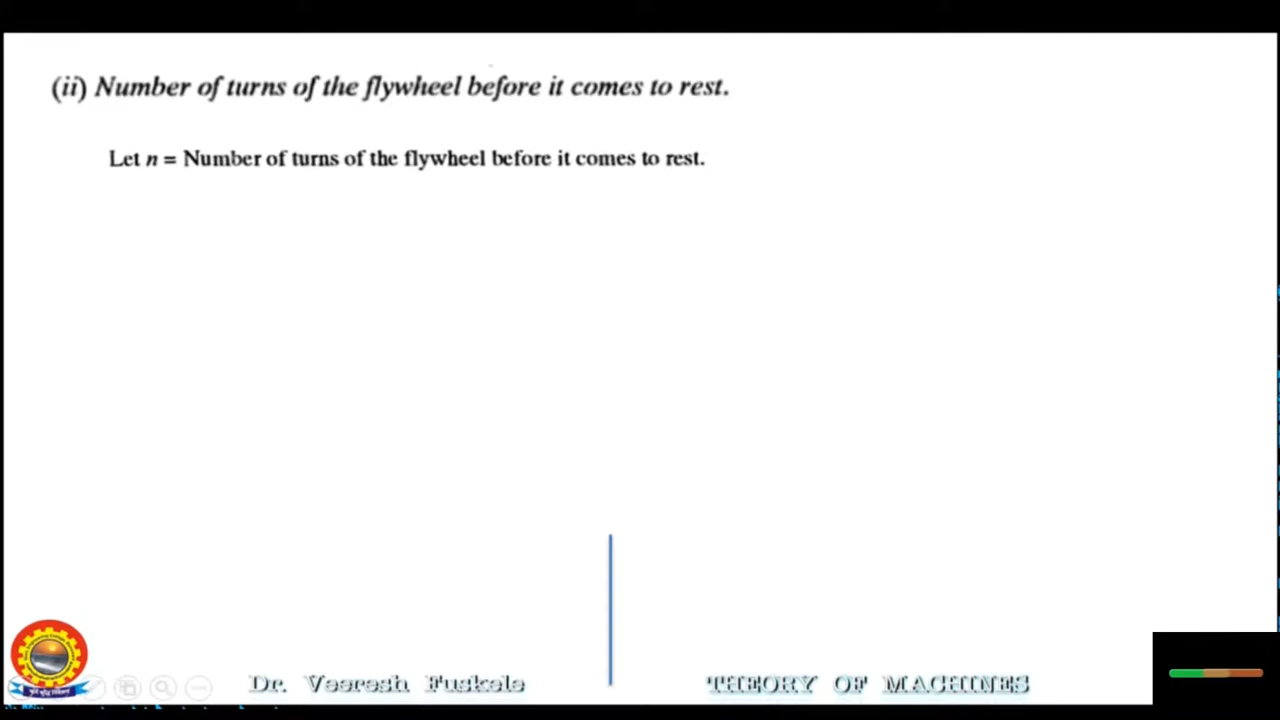 (ii) Number of turns of the flywheel before it comes to rest.
Let n = Number of turns of the flywheel before it comes to rest.
Dr. Veeresh Fuskele
THEORY OF MACHINES